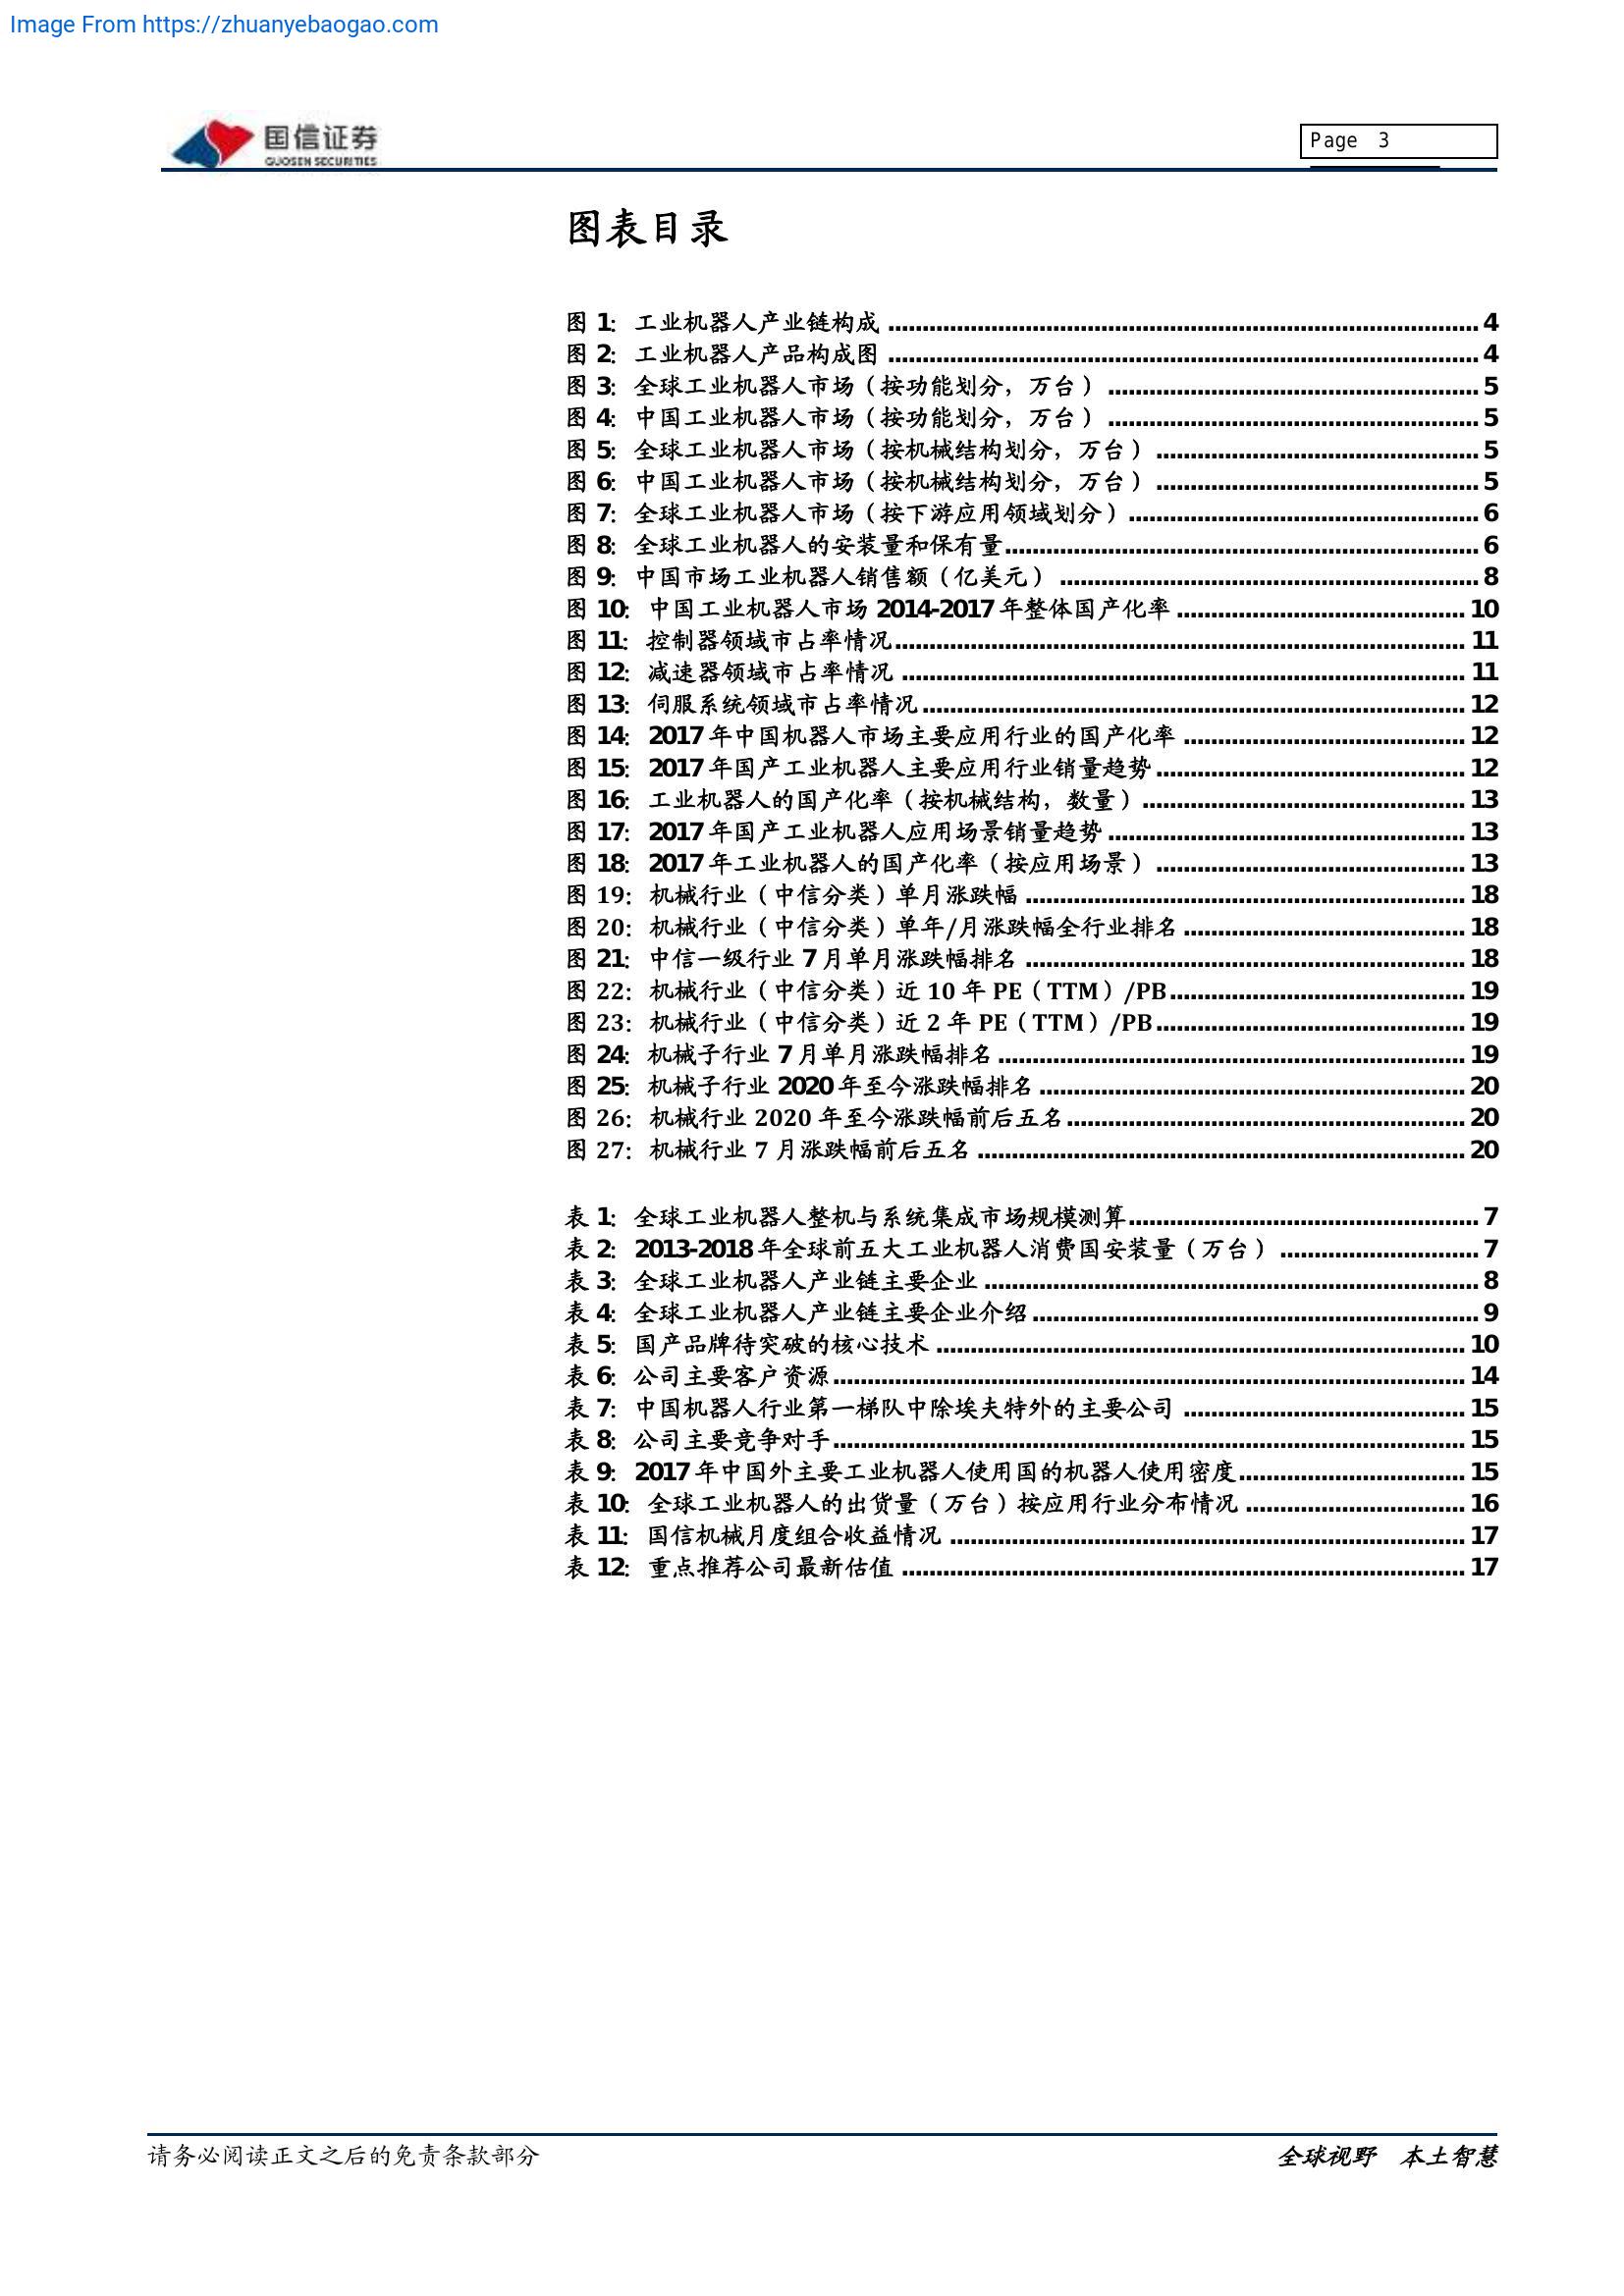 Image From https://zhuanyebaogao.com
国信证券
GUOSEN SECURITIES
Page 3
图表目录
图 1: 工业机器人产业链构成 ........ 4
图 2: 工业机器人产品构成图 ........ 4
图 3: 全球工业机器人市场（按功能划分，万台） ........ 5
图 4: 中国工业机器人市场（按功能划分，万台） ........ 5
图 5: 全球工业机器人市场（按机械结构划分，万台） ........ 5
图 6: 中国工业机器人市场（按机械结构划分，万台） ........ 5
图 7: 全球工业机器人市场（按下游应用领域划分） ........ 6
图 8: 全球工业机器人的安装量和保有量 ........ 6
图 9: 中国市场工业机器人销售额（亿美元） ........ 8
图 10: 中国工业机器人市场 2014-2017 年整体国产化率 ........ 10
图 11: 控制器领域市占率情况 ........ 11
图 12: 减速器领域市占率情况 ........ 11
图 13: 伺服系统领域市占率情况 ........ 12
图 14: 2017 年中国机器人市场主要应用行业的国产化率 ........ 12
图 15: 2017 年国产工业机器人主要应用行业销量趋势 ........ 12
图 16: 工业机器人的国产化率（按机械结构，数量） ........ 13
图 17: 2017 年国产工业机器人应用场景销量趋势 ........ 13
图 18: 2017 年工业机器人的国产化率（按应用场景） ........ 13
图 19: 机械行业（中信分类）单月涨跌幅 ........ 18
图 20: 机械行业（中信分类）单年/月涨跌幅全行业排名 ........ 18
图 21: 中信一级行业 7 月单月涨跌幅排名 ........ 18
图 22: 机械行业（中信分类）近 10 年 PE（TTM）/PB ........ 19
图 23: 机械行业（中信分类）近 2 年 PE（TTM）/PB ........ 19
图 24: 机械子行业 7 月单月涨跌幅排名 ........ 19
图 25: 机械子行业 2020 年至今涨跌幅排名 ........ 20
图 26: 机械行业 2020 年至今涨跌幅前后五名 ........ 20
图 27: 机械行业 7 月涨跌幅前后五名 ........ 20
表 1: 全球工业机器人整机与系统集成市场规模测算 ........ 7
表 2: 2013-2018 年全球前五大工业机器人消费国安装量（万台） ........ 7
表 3: 全球工业机器人产业链主要企业 ........ 8
表 4: 全球工业机器人产业链主要企业介绍 ........ 9
表 5: 国产品牌待突破的核心技术 ........ 10
表 6: 公司主要客户资源 ........ 14
表 7: 中国机器人行业第一梯队中除埃夫特外的主要公司 ........ 15
表 8: 公司主要竞争对手 ........ 15
表 9: 2017 年中国外主要工业机器人使用国的机器人使用密度 ........ 15
表 10: 全球工业机器人的出货量（万台）按应用行业分布情况 ........ 16
表 11: 国信机械月度组合收益情况 ........ 17
表 12: 重点推荐公司最新估值 ........ 17
请务必阅读正文之后的免责条款部分
全球视野 本土智慧